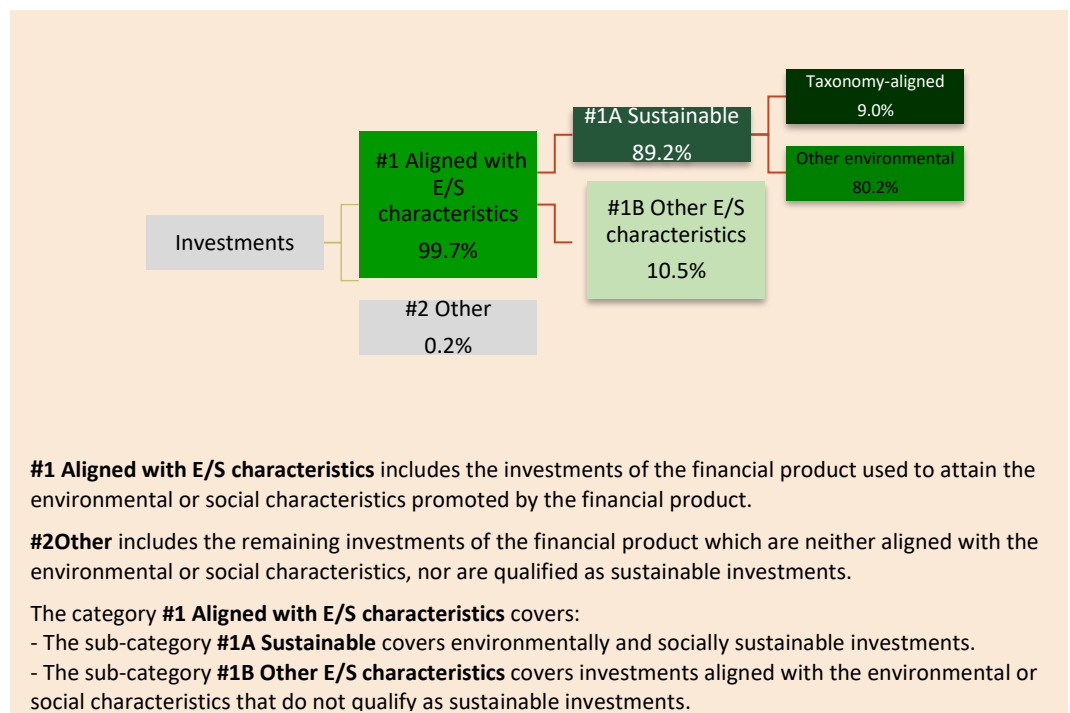 Investments
#1 Aligned with
E/S
characteristics
99.7%
#2 Other
0.2%
#1A Sustainable
89.2%
#1B Other E/S
characteristics
10.5%
Taxonomy-aligned
9.0%
Other environmental
80.2%
#1 Aligned with E/S characteristics includes the investments of the financial product used to attain the
environmental or social characteristics promoted by the financial product.
#2Other includes the remaining investments of the financial product which are neither aligned with the
environmental or social characteristics, nor are qualified as sustainable investments.
The category #1 Aligned with E/S characteristics covers:
- The sub-category #1A Sustainable covers environmentally and socially sustainable investments.
- The sub-category #1B Other E/S characteristics covers investments aligned with the environmental or
social characteristics that do not qualify as sustainable investments.